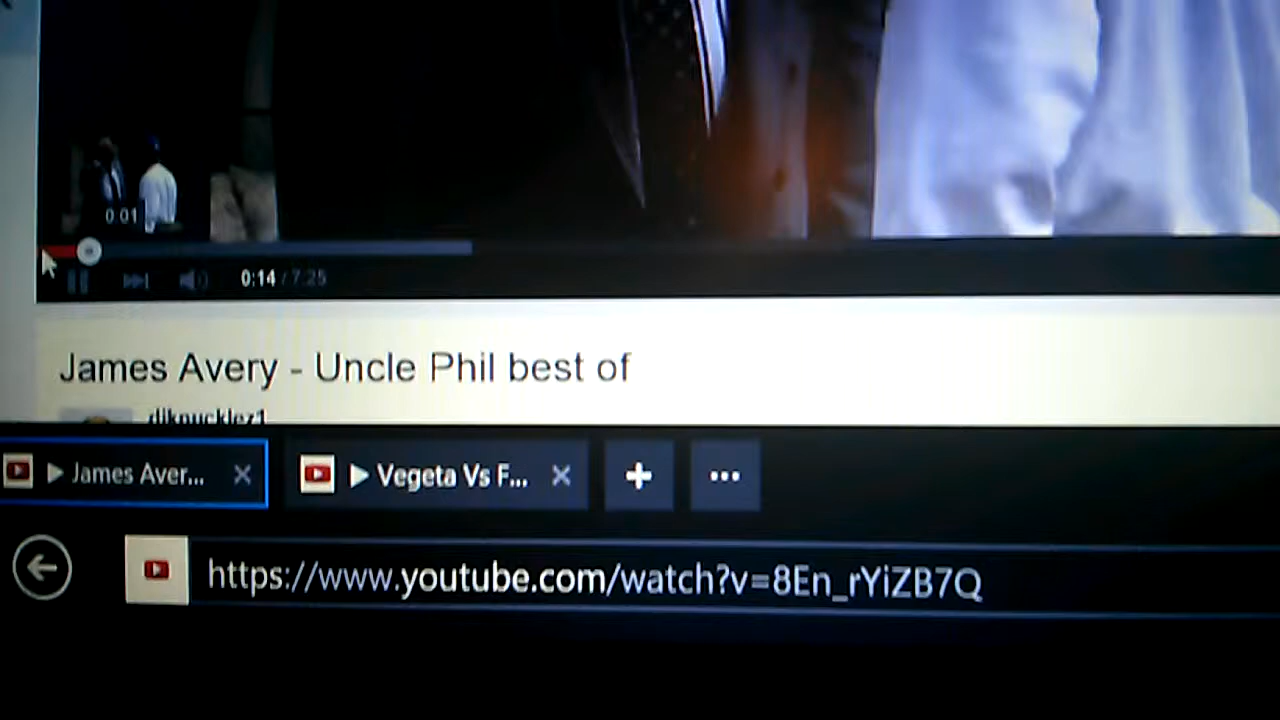 0:01
0:14 / 7:25
James Avery - Uncle Phil best of
djknucklez1
James Aver...
Vegeta Vs F...
https://www.youtube.com/watch?v=8En_rYiZB7Q